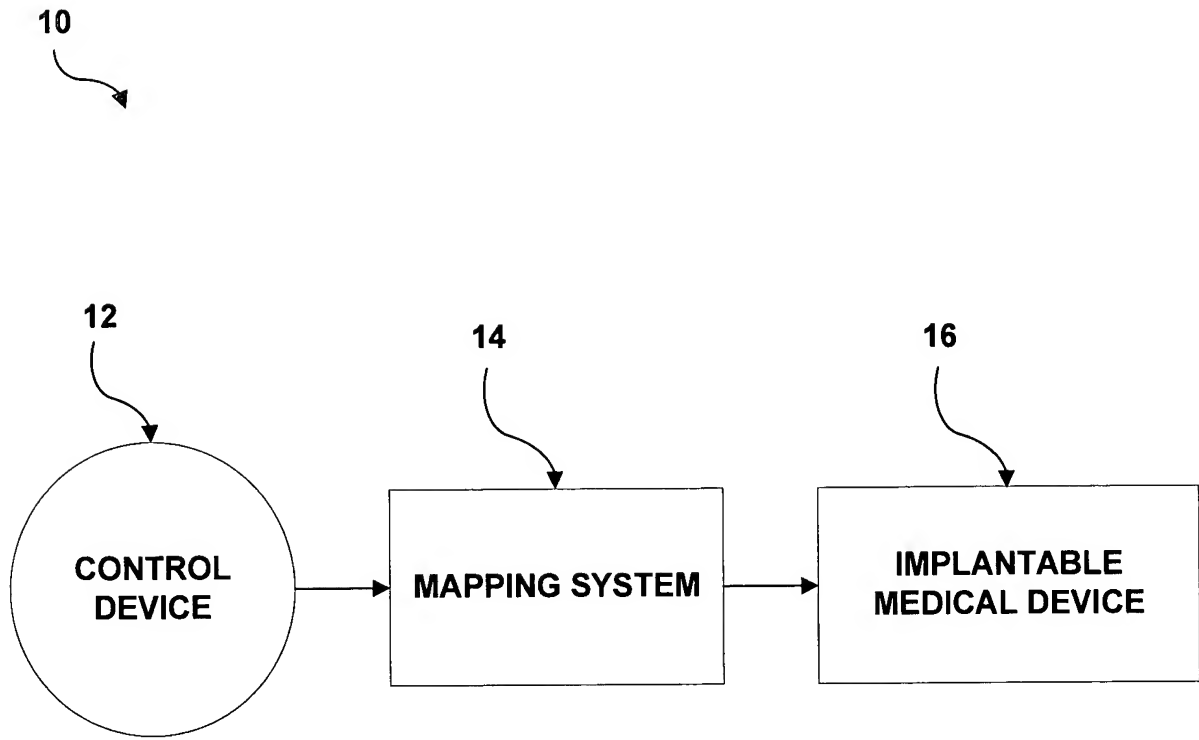 10
12
14
16
CONTROL
DEVICE
MAPPING SYSTEM
IMPLANTABLE
MEDICAL DEVICE